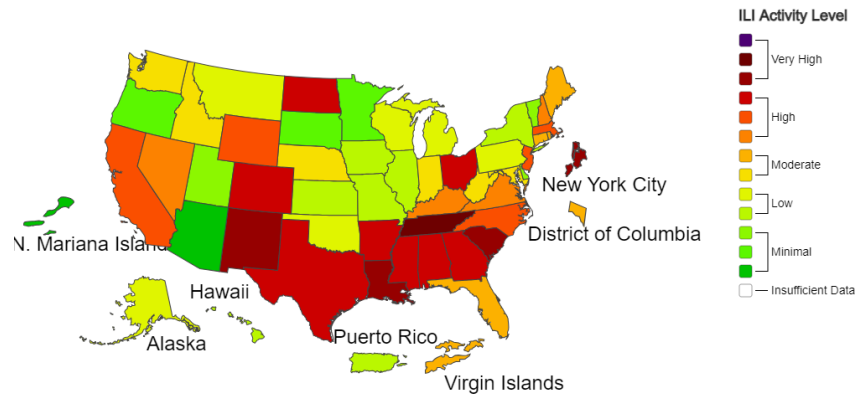 ILI Activity Level
Very High
High
Moderate
Low
Minimal
Insufficient Data
New York City
District of Columbia
N. Mariana Island
Hawaii
Alaska
Puerto Rico
Virgin Islands